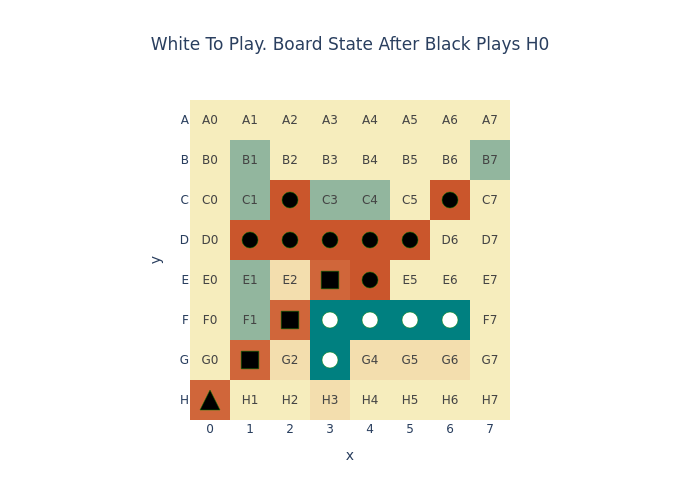 White To Play. Board State After Black Plays H0
A A0 A1 A2 A3 A4 A5 A6 A7
B B0 B1 B2 B3 B4 B5 B6 B7
C C0 C1 C3 C4 C5 C7
D D0 D6 D7
E E0 E1 E2 E5 E6 E7
F F0 F1 F7
G G0 G2 G4 G5 G6 G7
H H1 H2 H3 H4 H5 H6 H7
0 1 2 3 4 5 6 7
x
y